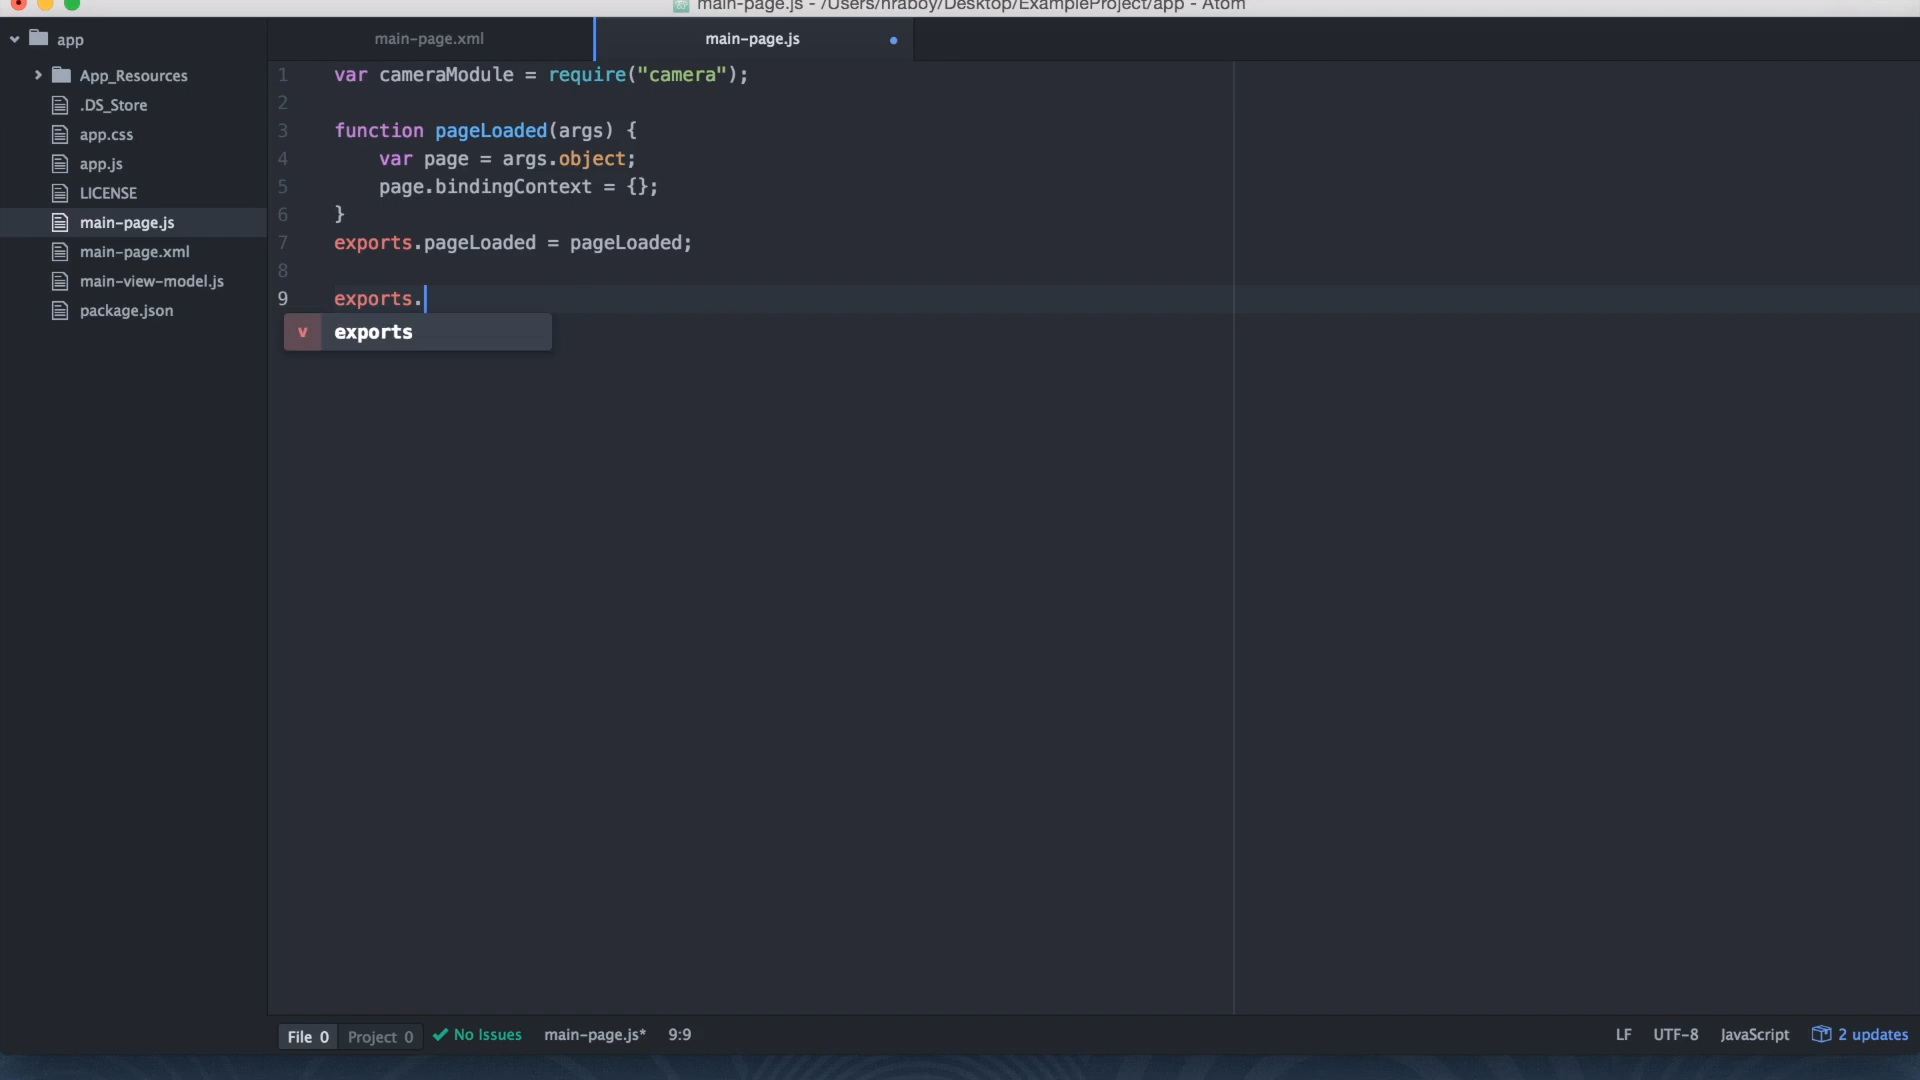 main-page.js - /Users/nraboy/Desktop/ExampleProject/app - Atom
app
App_Resources
.DS_Store
app.css
app.js
LICENSE
main-page.js
main-page.xml
main-view-model.js
package.json
main-page.xml
main-page.js
1 var cameraModule = require("camera");
2
3 function pageLoaded(args) {
4 var page = args.object;
5 page.bindingContext = {};
6 }
7 exports.pageLoaded = pageLoaded;
8
9 exports.
v exports
File 0 Project 0 No Issues main-page.js* 9:9 LF UTF-8 JavaScript 2 updates